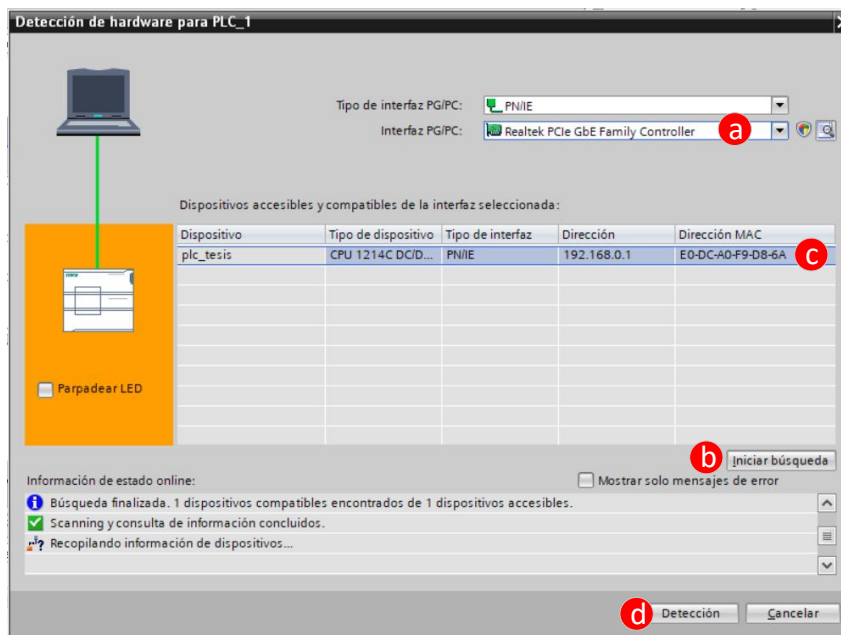 Detección de hardware para PLC_1
Tipo de interfaz PG/PC: PN/IE
Interfaz PG/PC: Realtek PCIe GbE Family Controller a
Dispositivos accesibles y compatibles de la interfaz seleccionada:
Dispositivo Tipo de dispositivo Tipo de interfaz Dirección Dirección MAC
plc_tesis CPU 1214C DC/D... PN/IE 192.168.0.1 E0-DC-A0-F9-D8-6A c
Parpadear LED
b Iniciar búsqueda
Información de estado online:
Mostrar solo mensajes de error
Búsqueda finalizada. 1 dispositivos compatibles encontrados de 1 dispositivos accesibles.
Scanning y consulta de información concluidos.
Recopilando información de dispositivos...
d Detección Cancelar